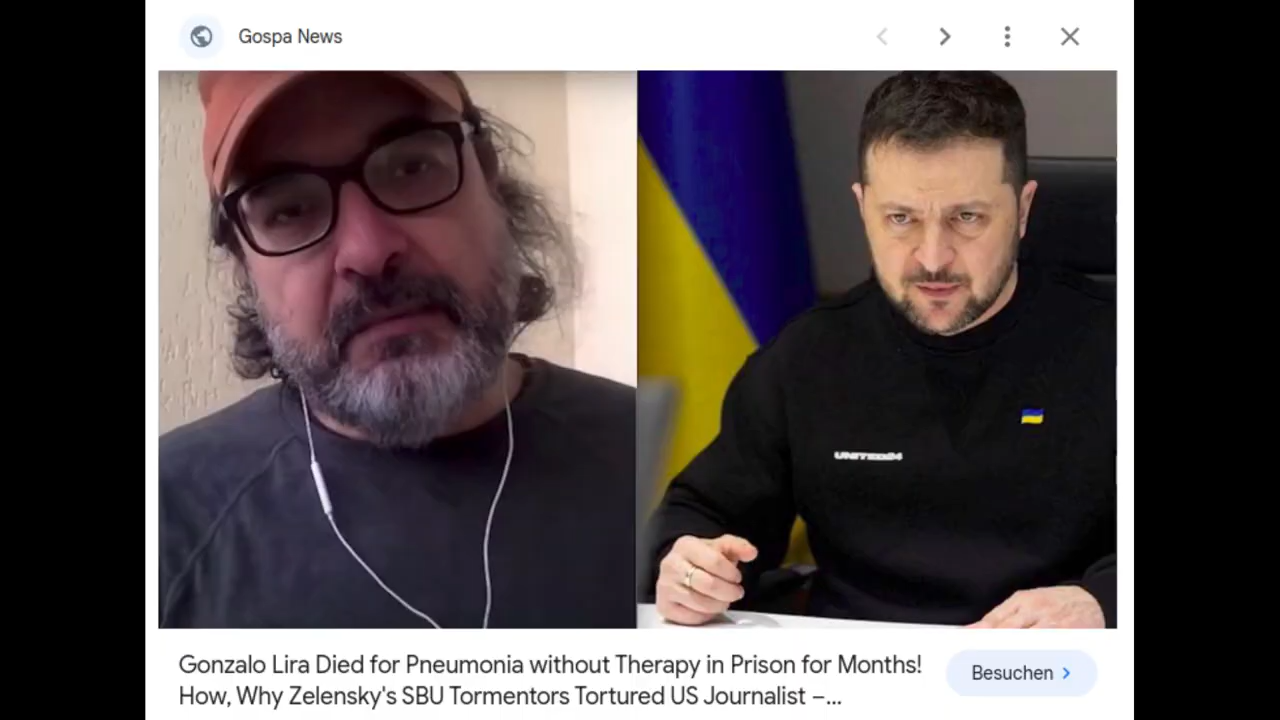 Gospa News
UNITED24
Gonzalo Lira Died for Pneumonia without Therapy in Prison for Months!
How, Why Zelensky's SBU Tormentors Tortured US Journalist –...
Besuchen